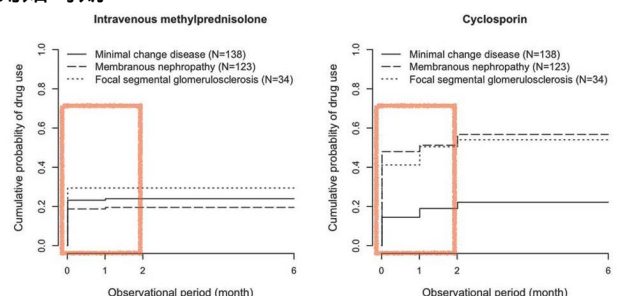 Intravenous methylprednisolone
Cumulative probablity of drug use
1.0
0.8
0.6
0.4
0.2
0.0
Minimal change disease (N=138)
Membranous nephropathy (N=123)
Focal segmental glomerulosclerosis (N=34)
0 1 2 6
Observational period (month)
Cyclosporin
Cumulative probability of drug use
1.0
0.8
0.6
0.4
0.2
0.0
Minimal change disease (N=138)
Membranous nephropathy (N=123)
Focal segmental glomerulosclerosis (N=34)
0 1 2 6
Observational period (month)